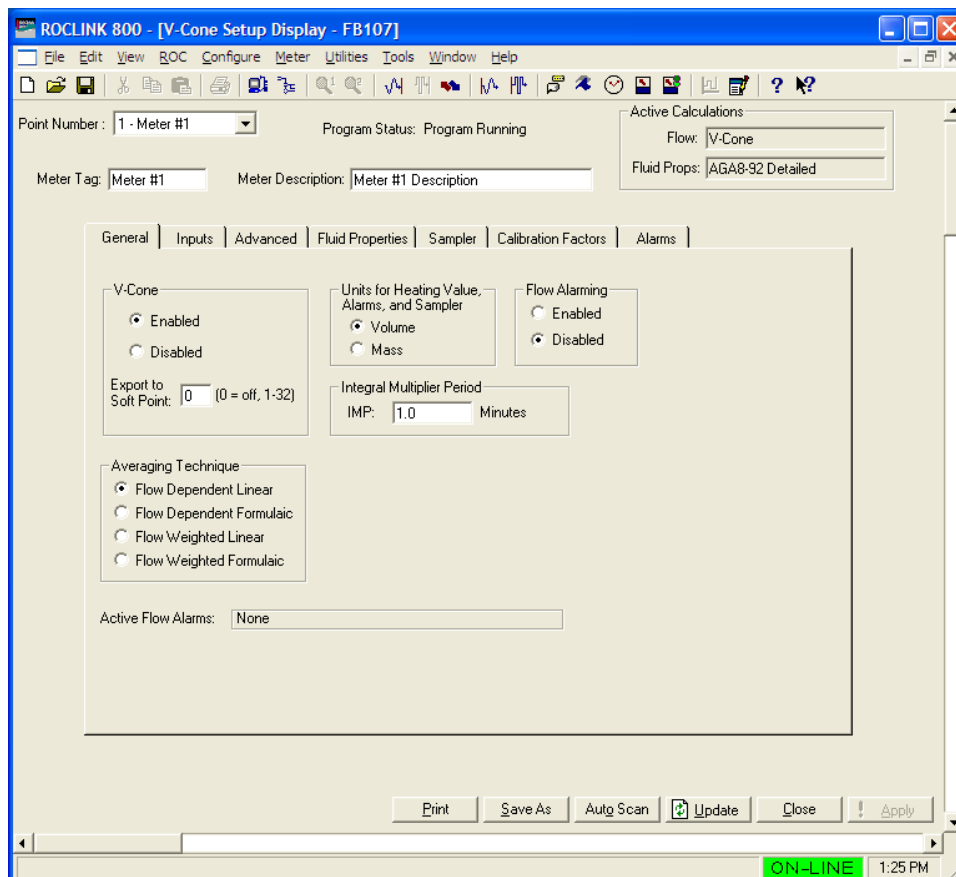 ROCLINK 800 - [V-Cone Setup Display - FB107]
File Edit View ROC Configure Meter Utilities Tools Window Help
Point Number : 1 - Meter #1
Program Status: Program Running
Active Calculations
Flow: V-Cone
Fluid Props: AGA8-92 Detailed
Meter Tag: Meter #1 Meter Description: Meter #1 Description
General Inputs Advanced Fluid Properties Sampler Calibration Factors Alarms
V-Cone
Enabled
Disabled
Export to
Soft Point: 0 (0 = off, 1-32)
Units for Heating Value,
Alarms, and Sampler
Volume
Mass
Flow Alarming
Enabled
Disabled
Integral Multiplier Period
IMP: 1.0 Minutes
Averaging Technique
Flow Dependent Linear
Flow Dependent Formulaic
Flow Weighted Linear
Flow Weighted Formulaic
Active Flow Alarms: None
Print Save As Auto Scan Update Close ! Apply
ON-LINE 1:25 PM